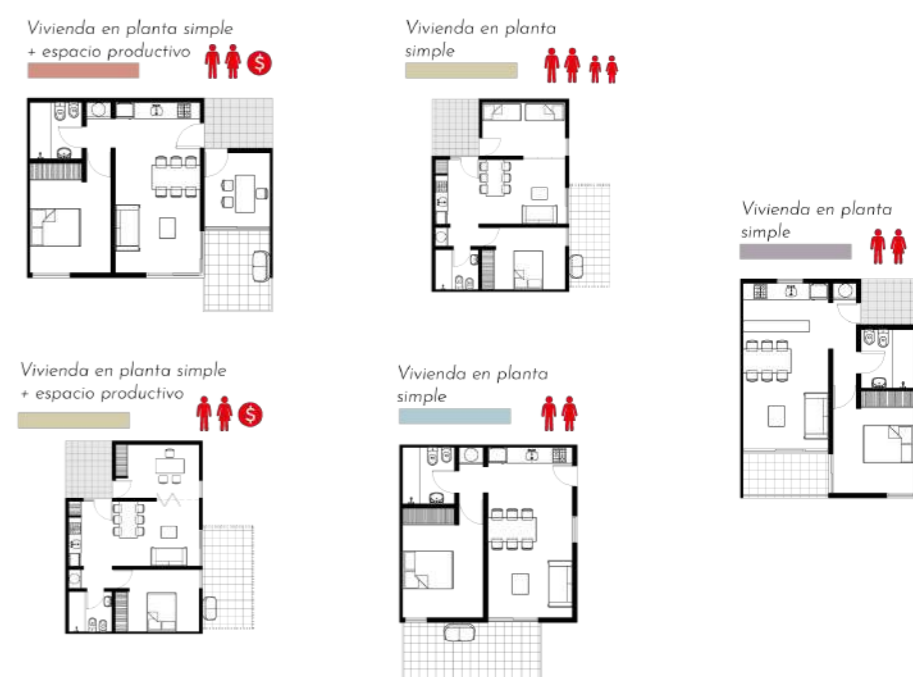 Vivienda en planta simple
+ espacio productivo
$
Vivienda en planta
simple
Vivienda en planta
simple
Vivienda en planta simple
+ espacio productivo
$
Vivienda en planta
simple